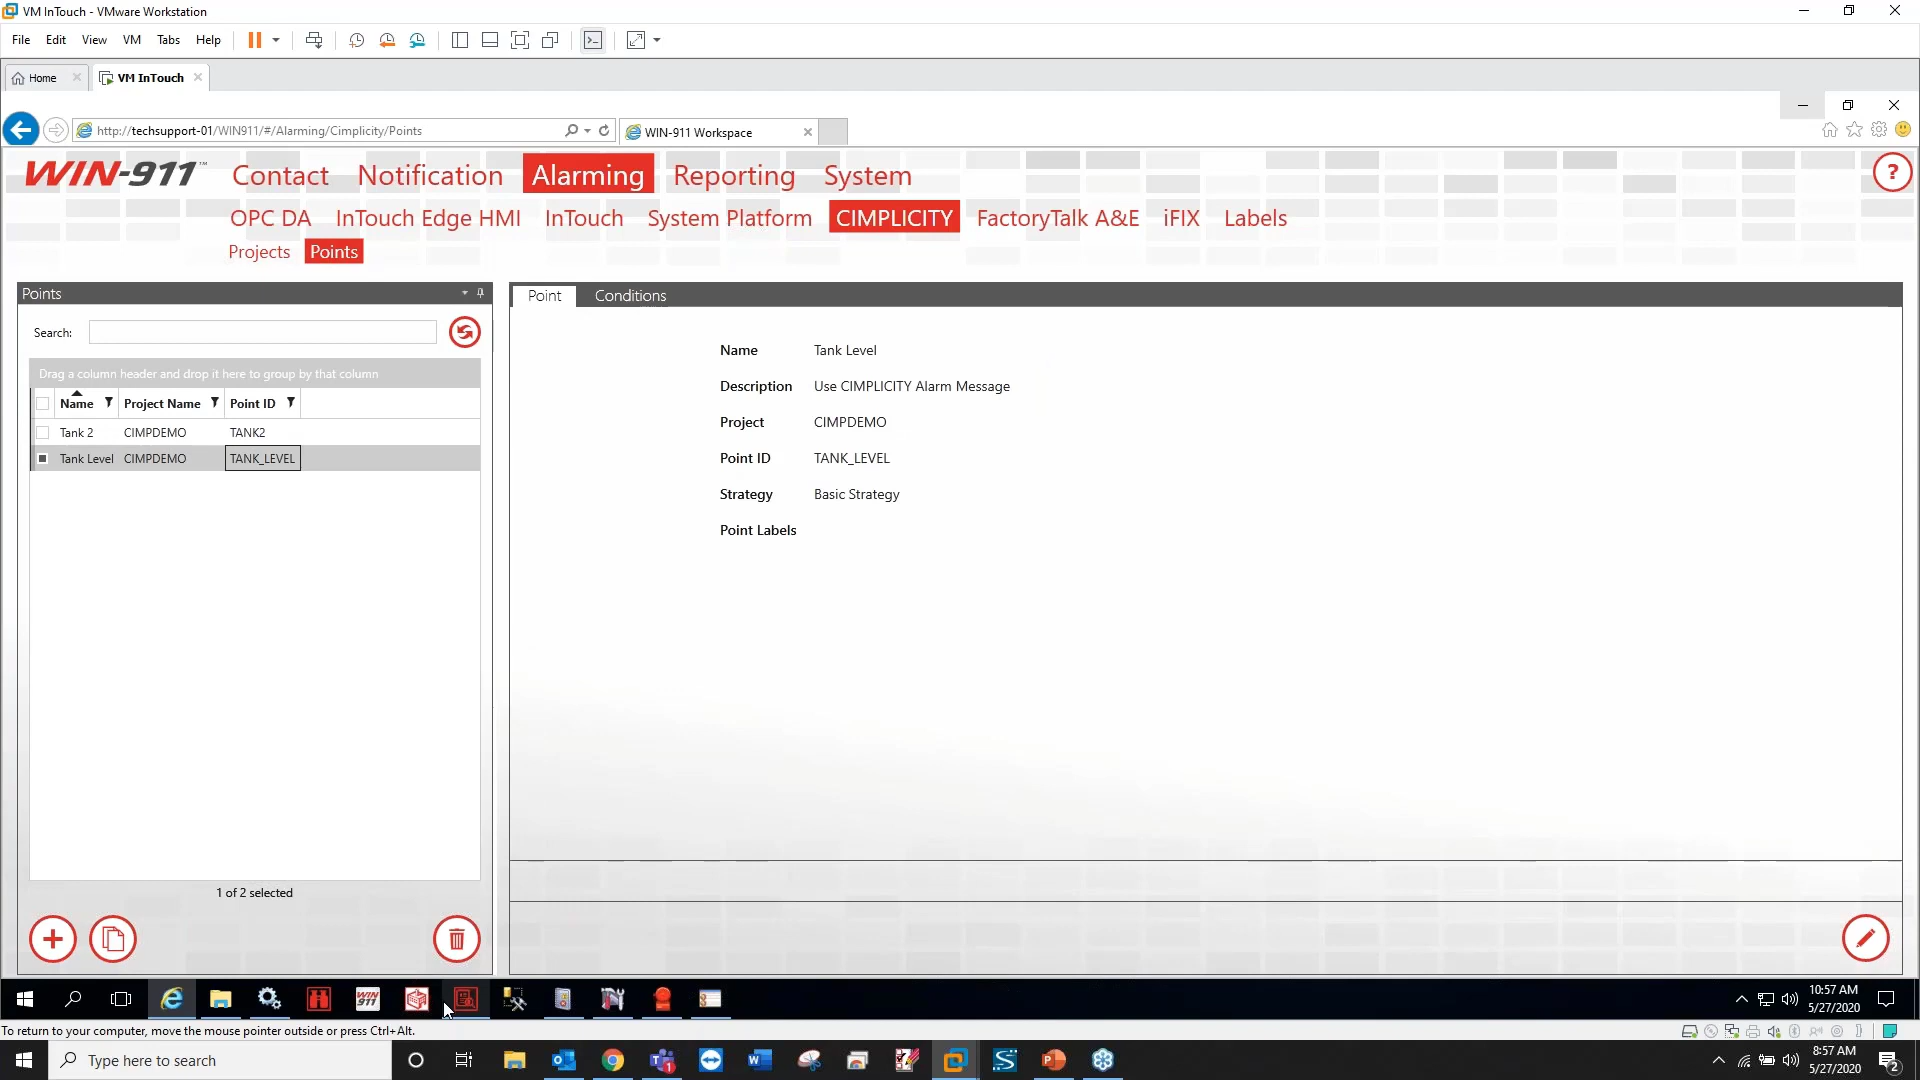 VM InTouch - VMware Workstation
File Edit View VM Tabs Help
Home VM InTouch
http://techsupport-01/WIN911/#/Alarming/Cimplicity/Points WIN-911 Workspace
WIN-911™ Contact Notification Alarming Reporting System ?
OPC DA InTouch Edge HMI InTouch System Platform CIMPLICITY FactoryTalk A&E iFIX Labels
Projects Points
Points
Point Conditions
Search:
Drag a column header and drop it here to group by that column
Name Project Name Point ID
Tank 2 CIMPDEMO TANK2
Tank Level CIMPDEMO TANK_LEVEL
Name Tank Level
Description Use CIMPLICITY Alarm Message
Project CIMPDEMO
Point ID TANK_LEVEL
Strategy Basic Strategy
Point Labels
1 of 2 selected
WIN 911
10:57 AM
5/27/2020
To return to your computer, move the mouse pointer outside or press Ctrl+Alt.
Type here to search
8:57 AM
5/27/2020
2